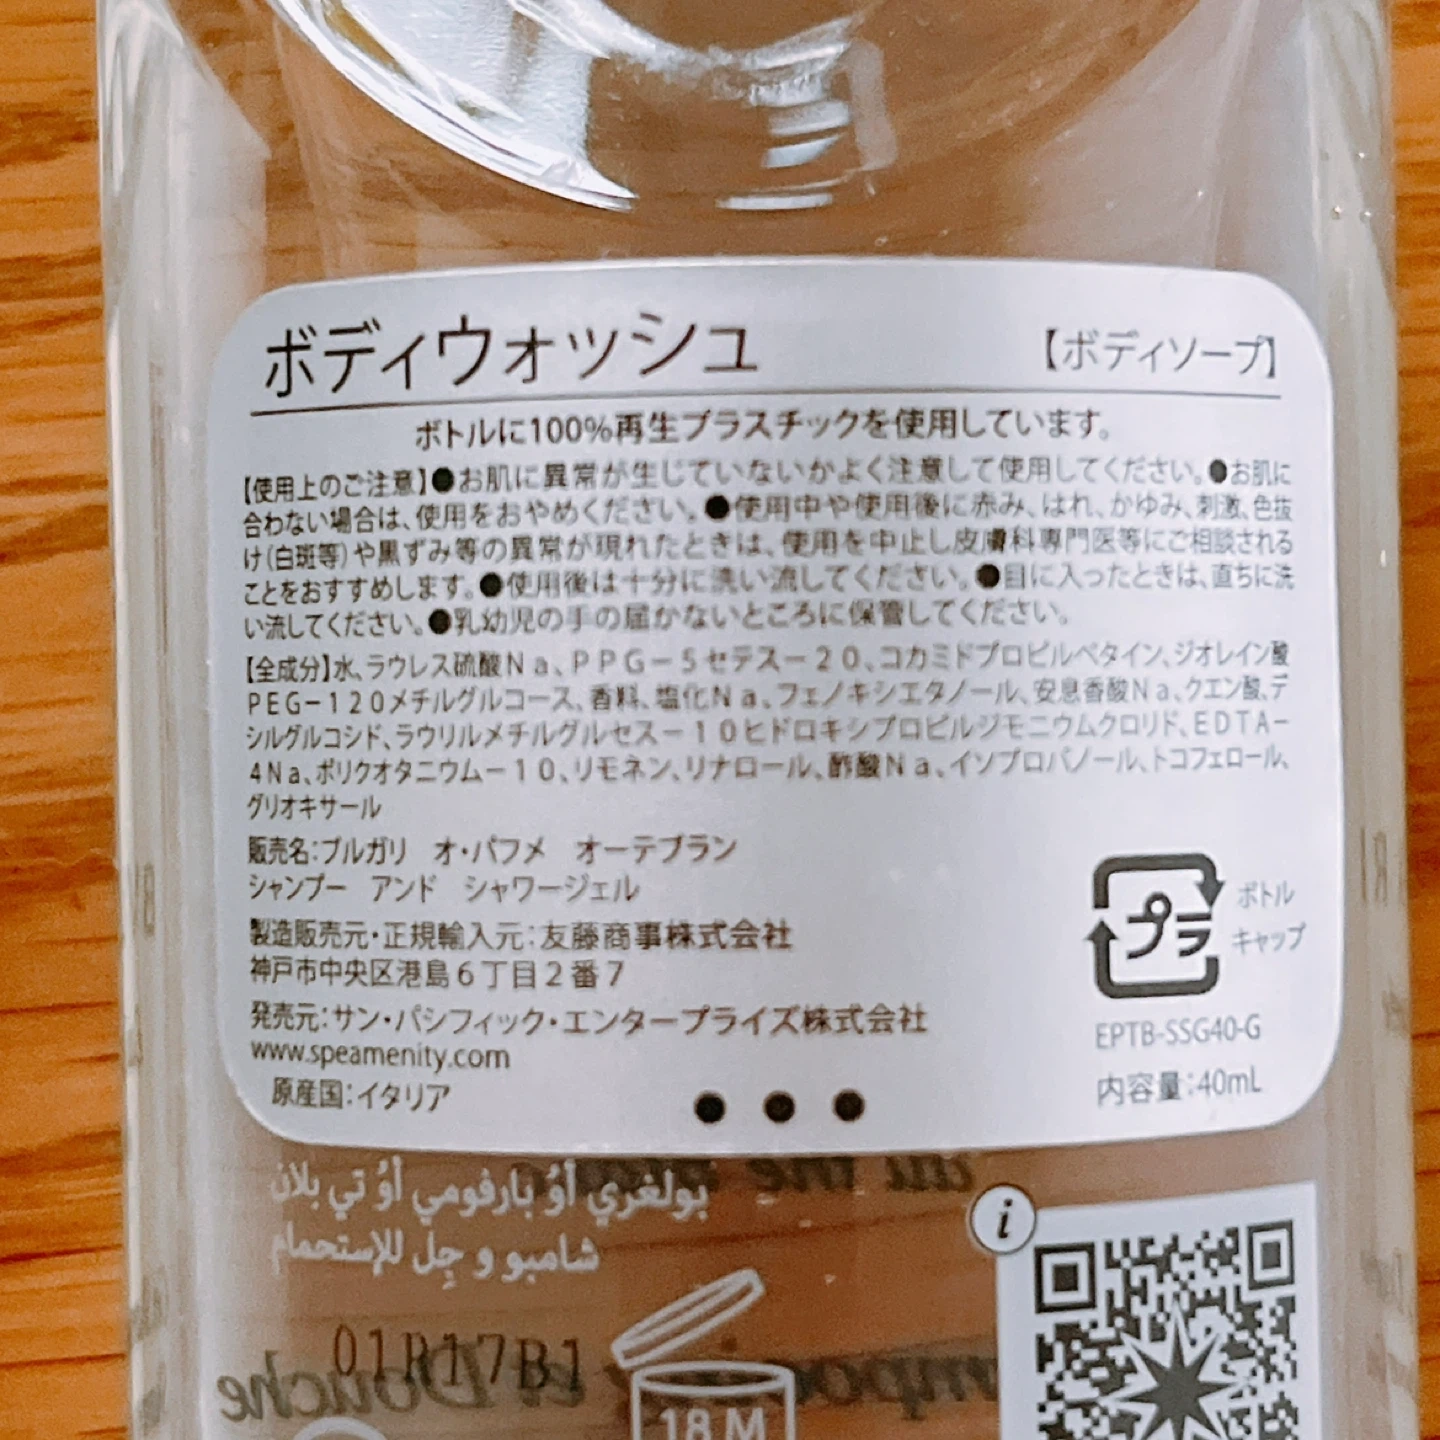 ボディウォッシュ 【ボディソープ】
ボトルに100%再生プラスチックを使用しています。
【使用上のご注意】●お肌に異常が生じていないかよく注意して使用してください。●お肌に
合わない場合は、使用をおやめください。●使用中や使用後に赤み、はれ、かゆみ、刺激、色抜
け(白斑等)や黒ずみ等の異常が現れたときは、使用を中止し皮膚科専門医等にご相談される
ことをおすすめします。●使用後は十分に洗い流してください。●目に入ったときは、直ちに洗
い流してください。●乳幼児の手の届かないところに保管してください。
【全成分】水、ラウレス硫酸Ｎａ、ＰＰＧ－５セテス－２０、コカミドプロピルベタイン、ジオレイン酸
ＰＥＧ－１２０メチルグルコース、香料、塩化Ｎａ、フェノキシエタノール、安息香酸Ｎａ、クエン酸、デ
シルグルコシド、ラウリルメチルグルセス－１０ヒドロキシプロピルジモニウムクロリド、ＥＤＴＡ－
４Ｎａ、ポリクオタニウム－１０、リモネン、リナロール、酢酸Ｎａ、イソプロパノール、トコフェロール、
グリオキサール
販売名：ブルガリ　オ・パフメ　オーテブラン
シャンプー　アンド　シャワージェル
製造販売元・正規輸入元：友藤商事株式会社
神戸市中央区港島６丁目２番７
発売元：サン・パシフィック・エンタープライズ株式会社
www.speamenity.com
原産国：イタリア
プラ
ボトル
キャップ
EPTB-SSG40-G
内容量：40mL
بولغري أوُ بارفومي أوُ تي بلان
شامبو و جِل للإستحمام
i
01R17B1
Douche
18 M